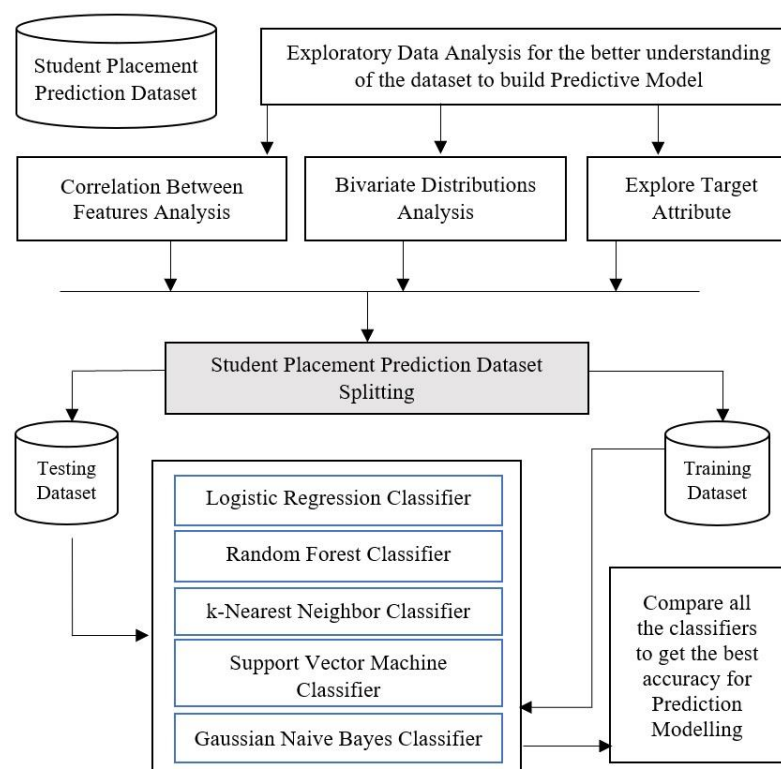 Student Placement
Prediction Dataset
Exploratory Data Analysis for the better understanding
of the dataset to build Predictive Model
Correlation Between
Features Analysis
Bivariate Distributions
Analysis
Explore Target
Attribute
Student Placement Prediction Dataset
Splitting
Testing
Dataset
Training
Dataset
Logistic Regression Classifier
Random Forest Classifier
k-Nearest Neighbor Classifier
Support Vector Machine
Classifier
Gaussian Naive Bayes Classifier
Compare all
the classifiers
to get the best
accuracy for
Prediction
Modelling